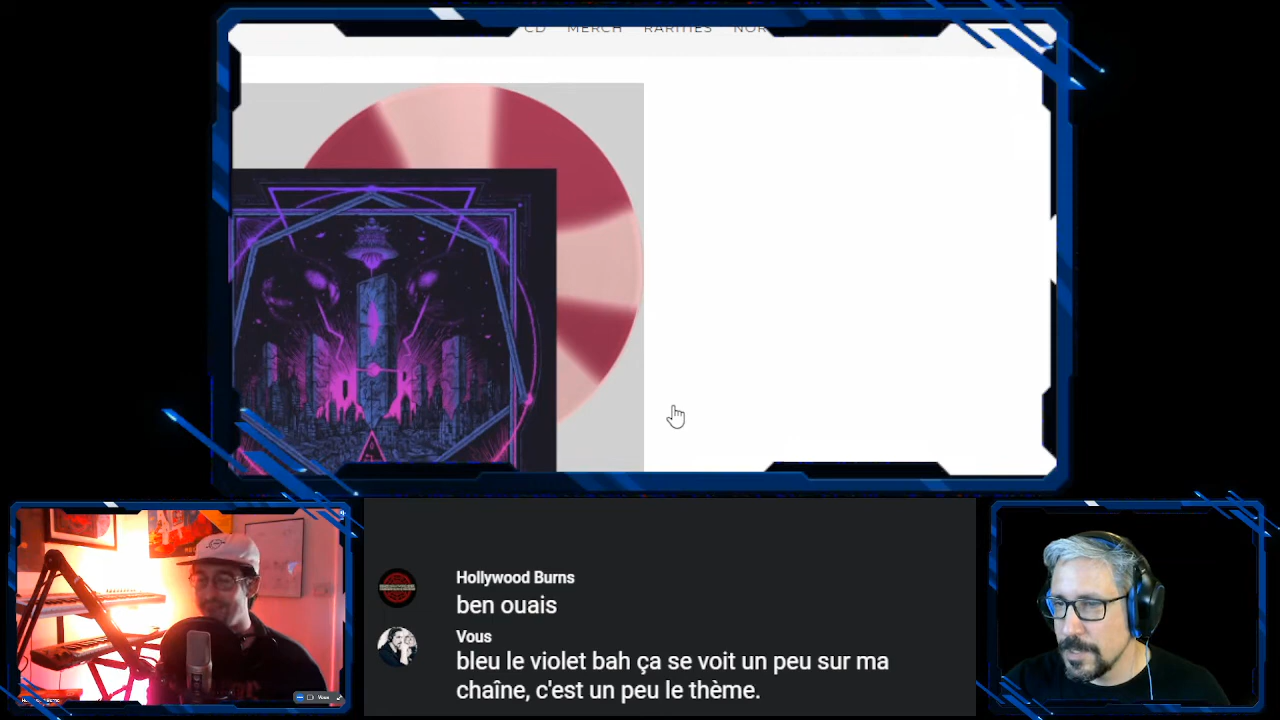 CD MERCH RARITIES
Hollywood Burns
ben ouais
Vous
bleu le violet bah ça se voit un peu sur ma
chaîne, c'est un peu le thème.